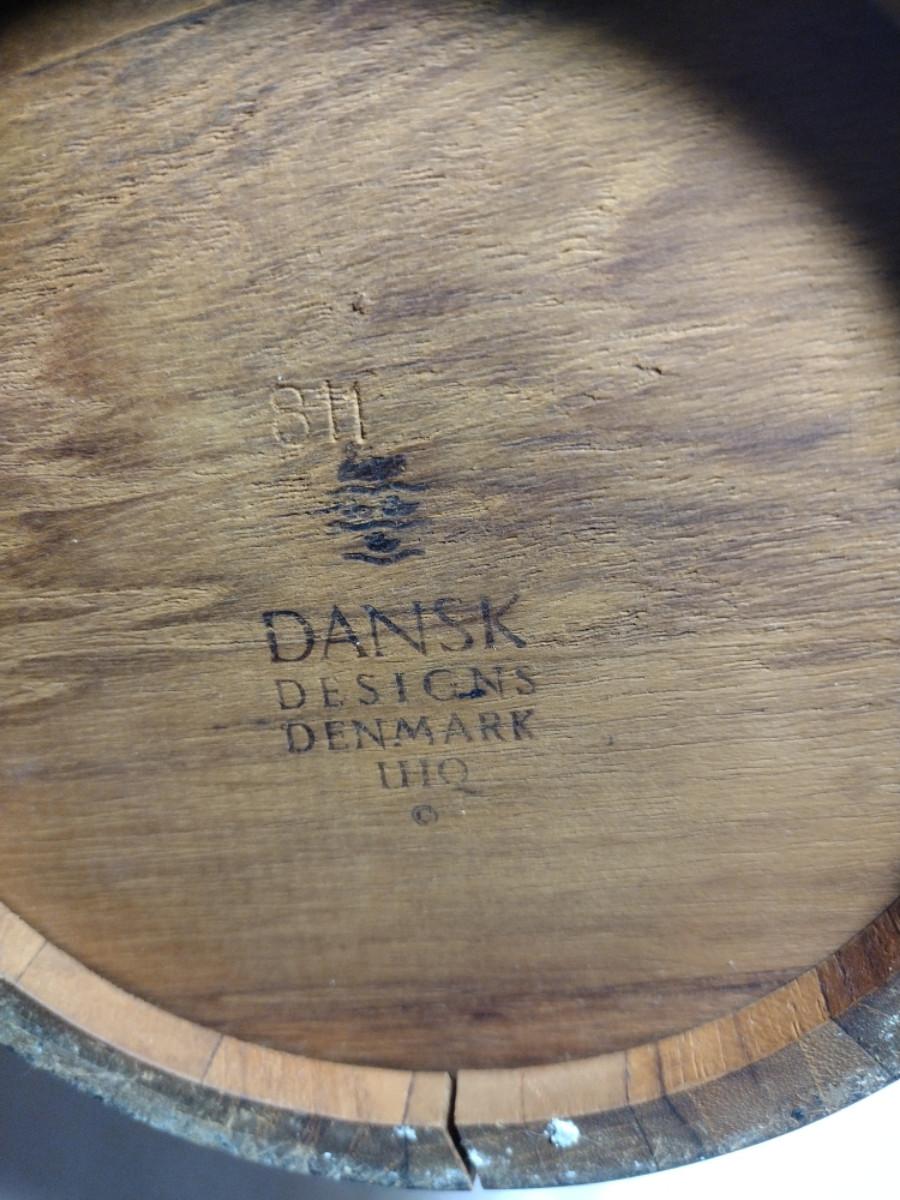 811
DANSK
DESIGNS
DENMARK
IHQ
©